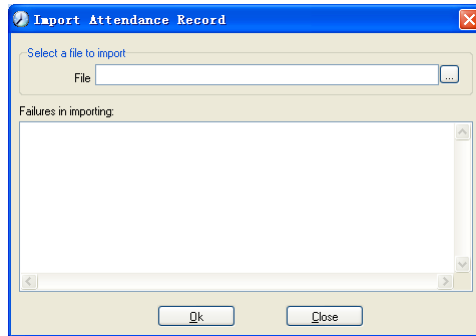 Import Attendance Record
Select a file to import
File
...
Failures in importing:
Ok
Close